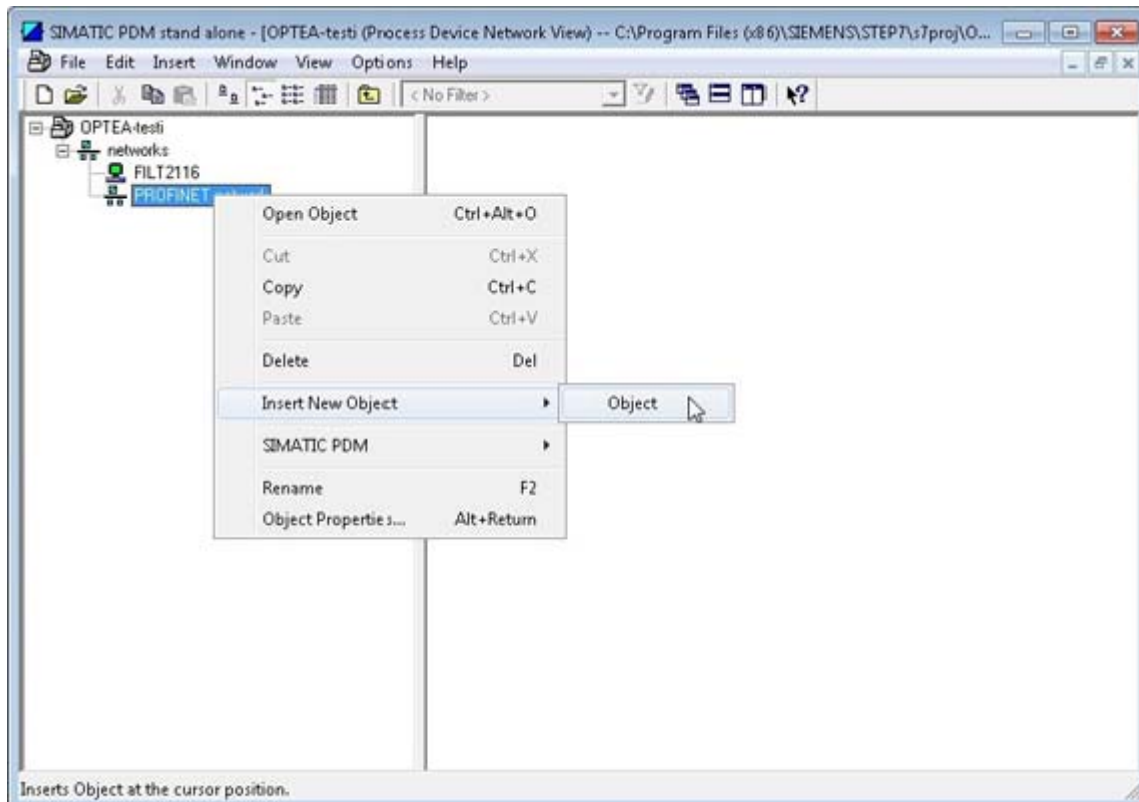 SIMATIC PDM stand alone - [OPTEA-testi (Process Device Network View) -- C:\Program Files (x86)\SIEMENS\STEP7\s7proj\O...
File Edit Insert Window View Options Help
< No Filter >
OPTEA-testi
networks
FILT2116
PROFINET
Open Object Ctrl+Alt+O
Cut Ctrl+X
Copy Ctrl+C
Paste Ctrl+V
Delete Del
Insert New Object
Object
SIMATIC PDM
Rename F2
Object Properties... Alt+Return
Inserts Object at the cursor position.